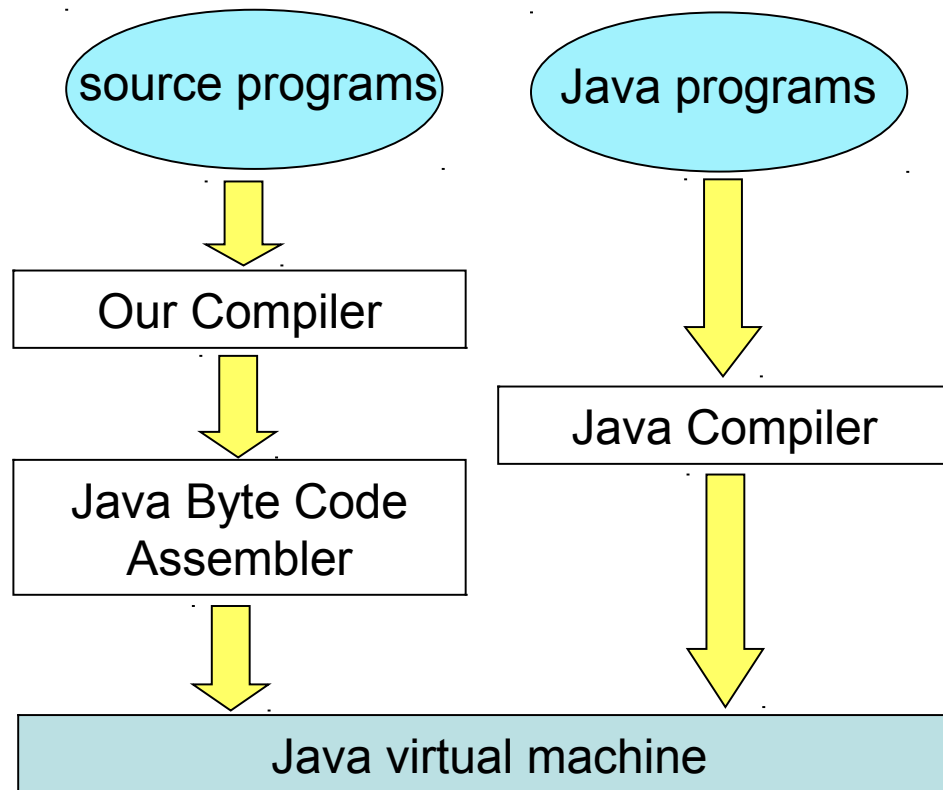 source programs
Java programs
Our Compiler
Java Compiler
Java Byte Code
Assembler
Java virtual machine